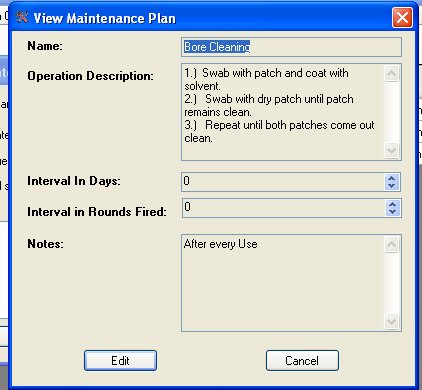 View Maintenance Plan
Name:
Bore Cleaning
Operation Description:
1.) Swab with patch and coat with
solvent.
2.) Swab with dry patch until patch
remains clean.
3.) Repeat until both patches come out
clean.
Interval In Days:
0
Interval in Rounds Fired:
0
Notes:
After every Use
Edit
Cancel